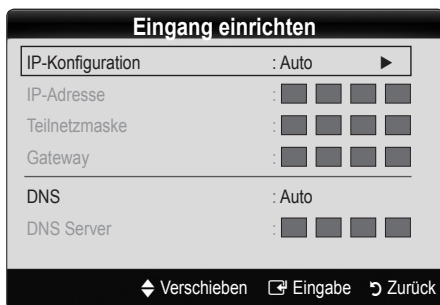 Eingang einrichten
IP-Konfiguration : Auto ►
IP-Adresse :
Teilnetzmaske :
Gateway :
DNS : Auto
DNS Server :
Verschieben Eingabe Zurück